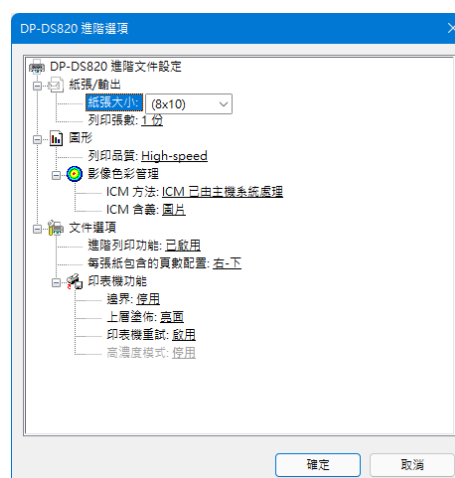 DP-DS820 進階選項
DP-DS820 進階文件設定
紙張/輸出
紙張大小: (8x10)
列印張數: 1 份
圖形
列印品質: High-speed
影像色彩管理
ICM 方法: ICM 已由主機系統處理
ICM 含義: 圖片
文件選項
進階列印功能: 已啟用
每張紙包含的頁數配置: 右-下
印表機功能
邊界: 停用
上層塗佈: 亮面
印表機重試: 啟用
高濃度模式: 停用
確定 取消